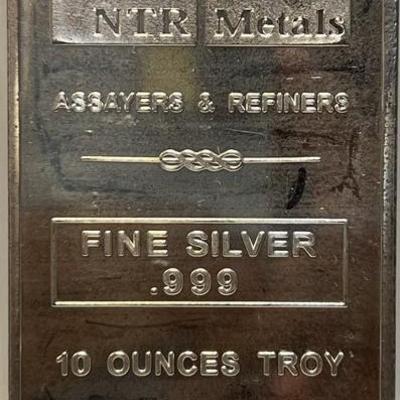 NTR Metals
ASSAYERS & REFINERS
FINE SILVER
.999
10 OUNCES TROY